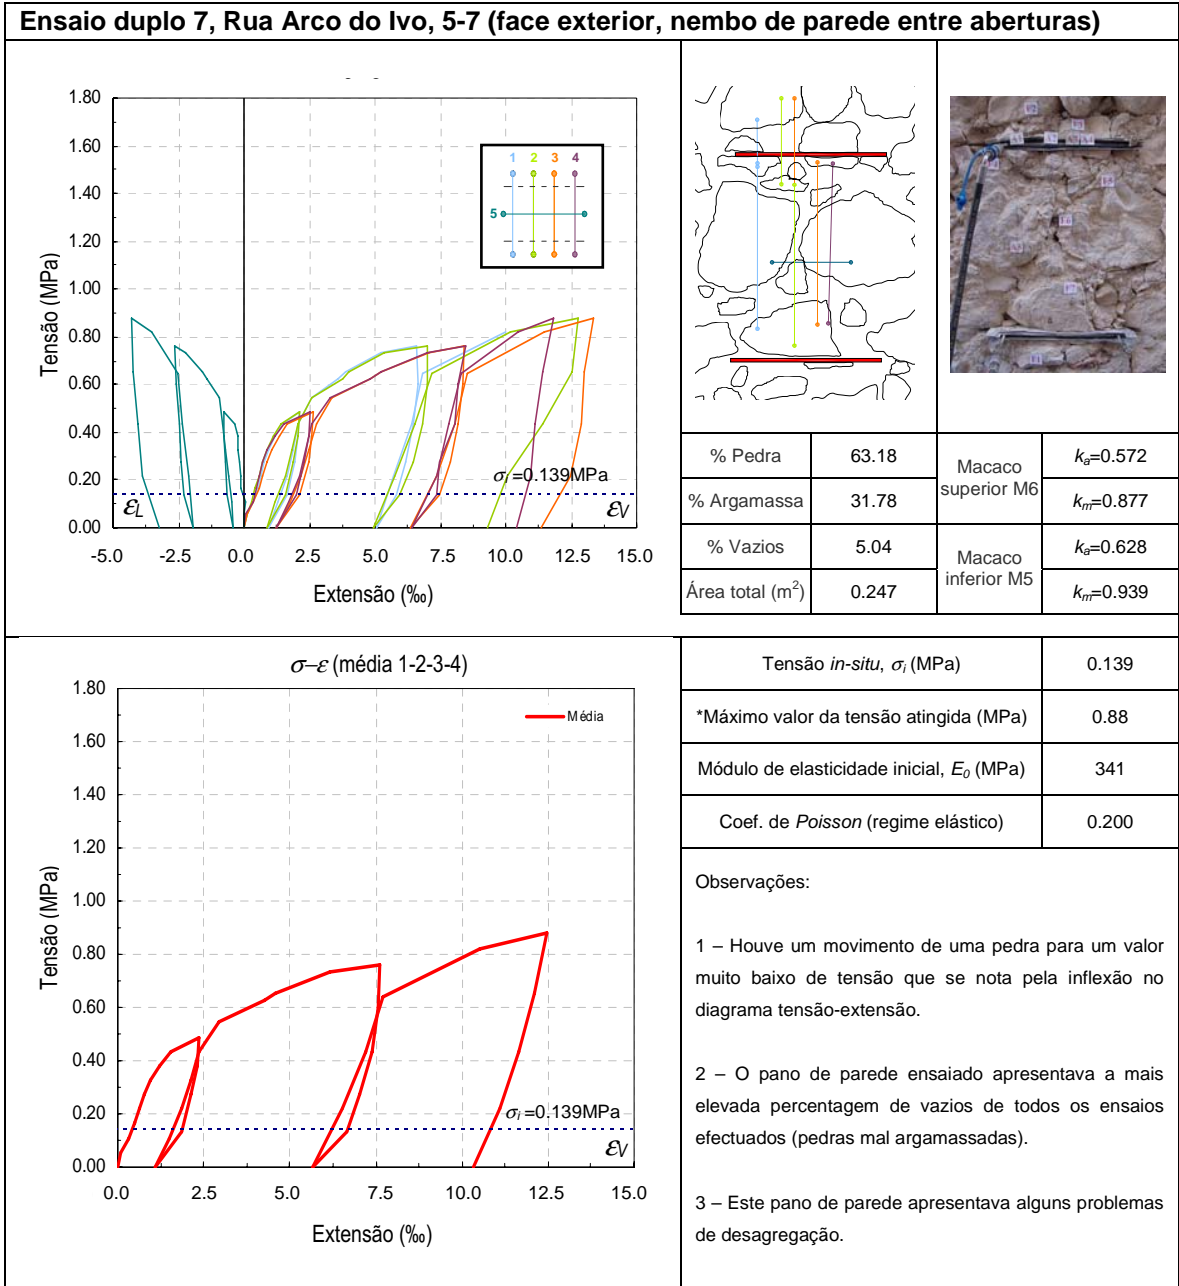 Ensaio duplo 7, Rua Arco do Ivo, 5-7 (face exterior, nembo de parede entre aberturas)
1.80
1.60
1.40
1.20
1.00
0.80
0.60
0.40
0.20
0.00
Tensão (MPa)
1 2 3 4
5
σi=0.139MPa
εL
εV
-5.0 -2.5 0.0 2.5 5.0 7.5 10.0 12.5 15.0
Extensão (‰)
% Pedra 63.18
% Argamassa 31.78
% Vazios 5.04
Área total (m²) 0.247
Macaco
superior M6
ka=0.572
km=0.877
Macaco
inferior M5
ka=0.628
km=0.939
σ–ε (média 1-2-3-4)
1.80
1.60
1.40
1.20
1.00
0.80
0.60
0.40
0.20
0.00
Tensão (MPa)
Média
σi=0.139MPa
εV
0.0 2.5 5.0 7.5 10.0 12.5 15.0
Extensão (‰)
Tensão in-situ, σi (MPa) 0.139
*Máximo valor da tensão atingida (MPa) 0.88
Módulo de elasticidade inicial, E0 (MPa) 341
Coef. de Poisson (regime elástico) 0.200
Observações:
1 – Houve um movimento de uma pedra para um valor
muito baixo de tensão que se nota pela inflexão no
diagrama tensão-extensão.
2 – O pano de parede ensaiado apresentava a mais
elevada percentagem de vazios de todos os ensaios
efectuados (pedras mal argamassadas).
3 – Este pano de parede apresentava alguns problemas
de desagregação.